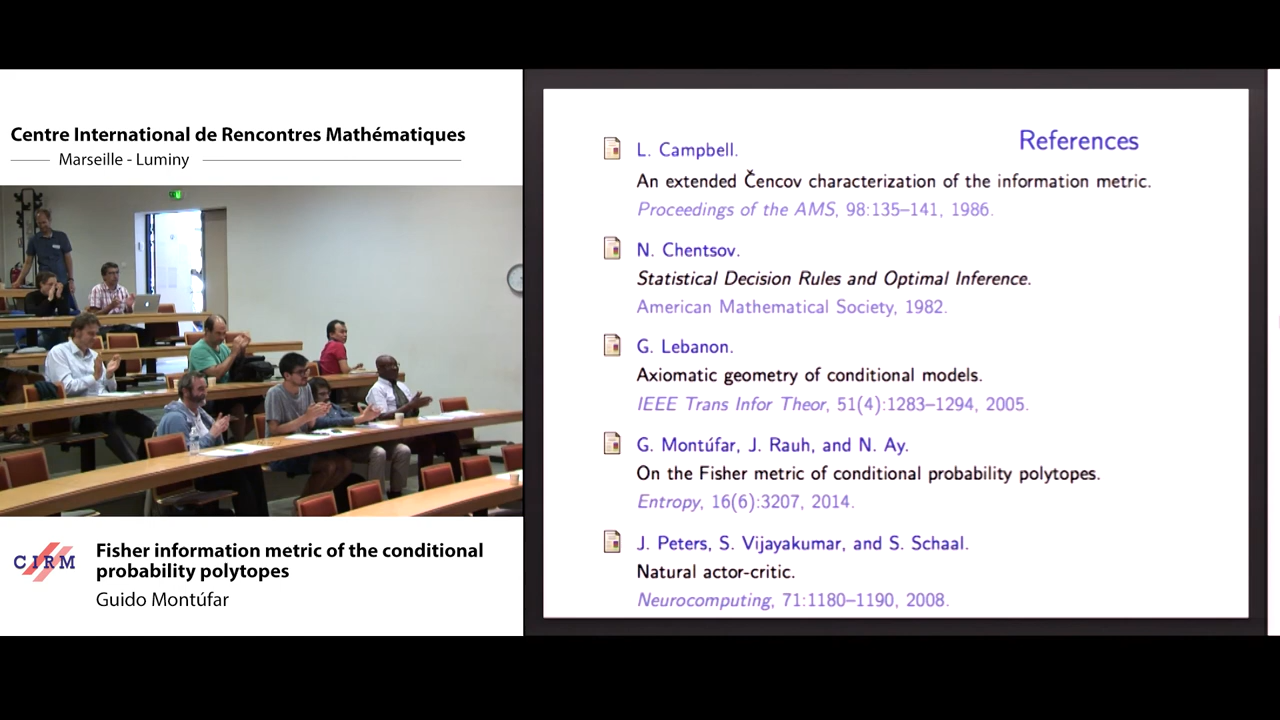 Centre International de Rencontres Mathématiques
Marseille - Luminy
References
L. Campbell.
An extended Čencov characterization of the information metric.
Proceedings of the AMS, 98:135–141, 1986.
N. Chentsov.
Statistical Decision Rules and Optimal Inference.
American Mathematical Society, 1982.
G. Lebanon.
Axiomatic geometry of conditional models.
IEEE Trans Infor Theor, 51(4):1283–1294, 2005.
G. Montúfar, J. Rauh, and N. Ay.
On the Fisher metric of conditional probability polytopes.
Entropy, 16(6):3207, 2014.
J. Peters, S. Vijayakumar, and S. Schaal.
Natural actor-critic.
Neurocomputing, 71:1180–1190, 2008.
CIRM
Fisher information metric of the conditional
probability polytopes
Guido Montúfar